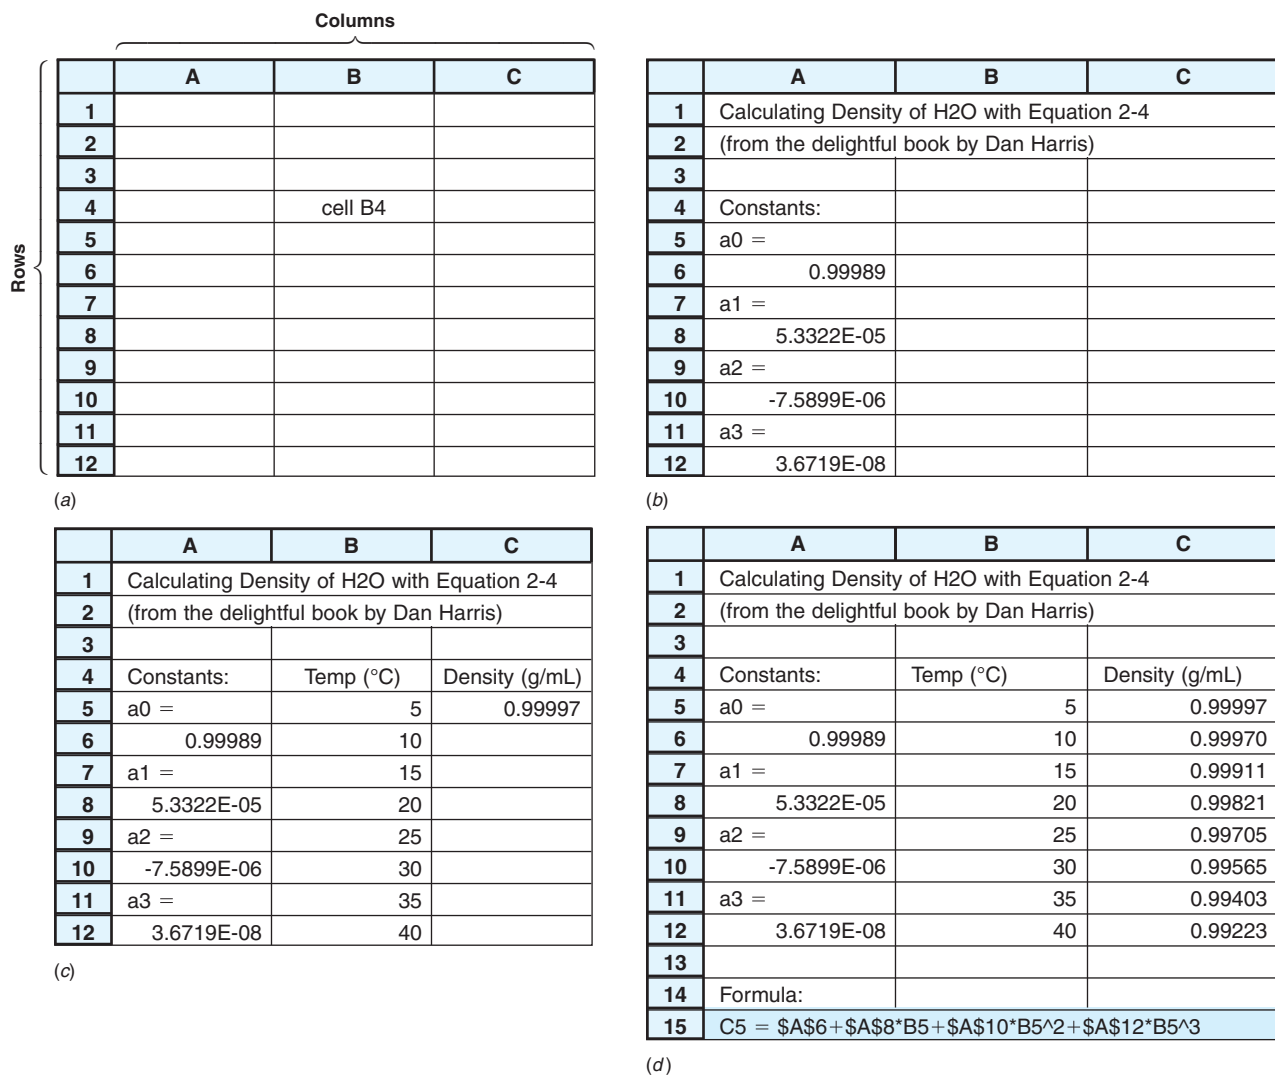 Columns
Rows
A B C
1
2
3
4 cell B4
5
6
7
8
9
10
11
12
(a)
A B C
1 Calculating Density of H2O with Equation 2-4
2 (from the delightful book by Dan Harris)
3
4 Constants:
5 a0 =
6 0.99989
7 a1 =
8 5.3322E-05
9 a2 =
10 -7.5899E-06
11 a3 =
12 3.6719E-08
(b)
A B C
1 Calculating Density of H2O with Equation 2-4
2 (from the delightful book by Dan Harris)
3
4 Constants: Temp (°C) Density (g/mL)
5 a0 = 5 0.99997
6 0.99989 10
7 a1 = 15
8 5.3322E-05 20
9 a2 = 25
10 -7.5899E-06 30
11 a3 = 35
12 3.6719E-08 40
(c)
A B C
1 Calculating Density of H2O with Equation 2-4
2 (from the delightful book by Dan Harris)
3
4 Constants: Temp (°C) Density (g/mL)
5 a0 = 5 0.99997
6 0.99989 10 0.99970
7 a1 = 15 0.99911
8 5.3322E-05 20 0.99821
9 a2 = 25 0.99705
10 -7.5899E-06 30 0.99565
11 a3 = 35 0.99403
12 3.6719E-08 40 0.99223
13
14 Formula:
15 C5 = $A$6+$A$8*B5+$A$10*B5^2+$A$12*B5^3
(d)